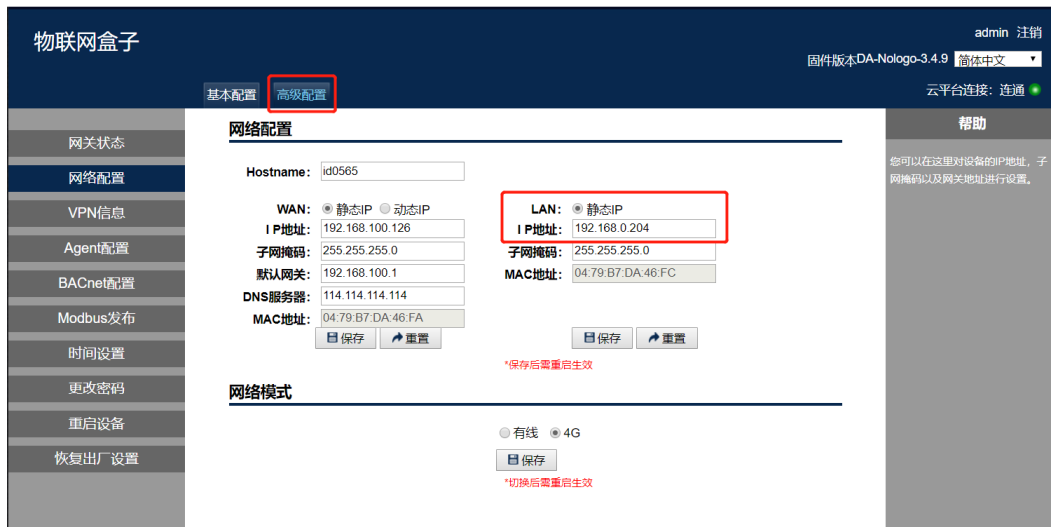 物联网盒子
admin 注销
固件版本DA-Nologo-3.4.9 简体中文
云平台连接：连通
基本配置 高级配置
网关状态
网络配置
VPN信息
Agent配置
BACnet配置
Modbus发布
时间设置
更改密码
重启设备
恢复出厂设置
网络配置
Hostname： id0565
WAN： 静态IP 动态IP
I P地址： 192.168.100.126
子网掩码： 255.255.255.0
默认网关： 192.168.100.1
DNS服务器： 114.114.114.114
MAC地址： 04:79:B7:DA:46:FA
保存 重置
LAN： 静态IP
I P地址： 192.168.0.204
子网掩码： 255.255.255.0
MAC地址： 04:79:B7:DA:46:FC
保存 重置
*保存后需重启生效
网络模式
有线 4G
保存
*切换后需重启生效
帮助
您可以在这里对设备的IP地址，子
网掩码以及网关地址进行设置。